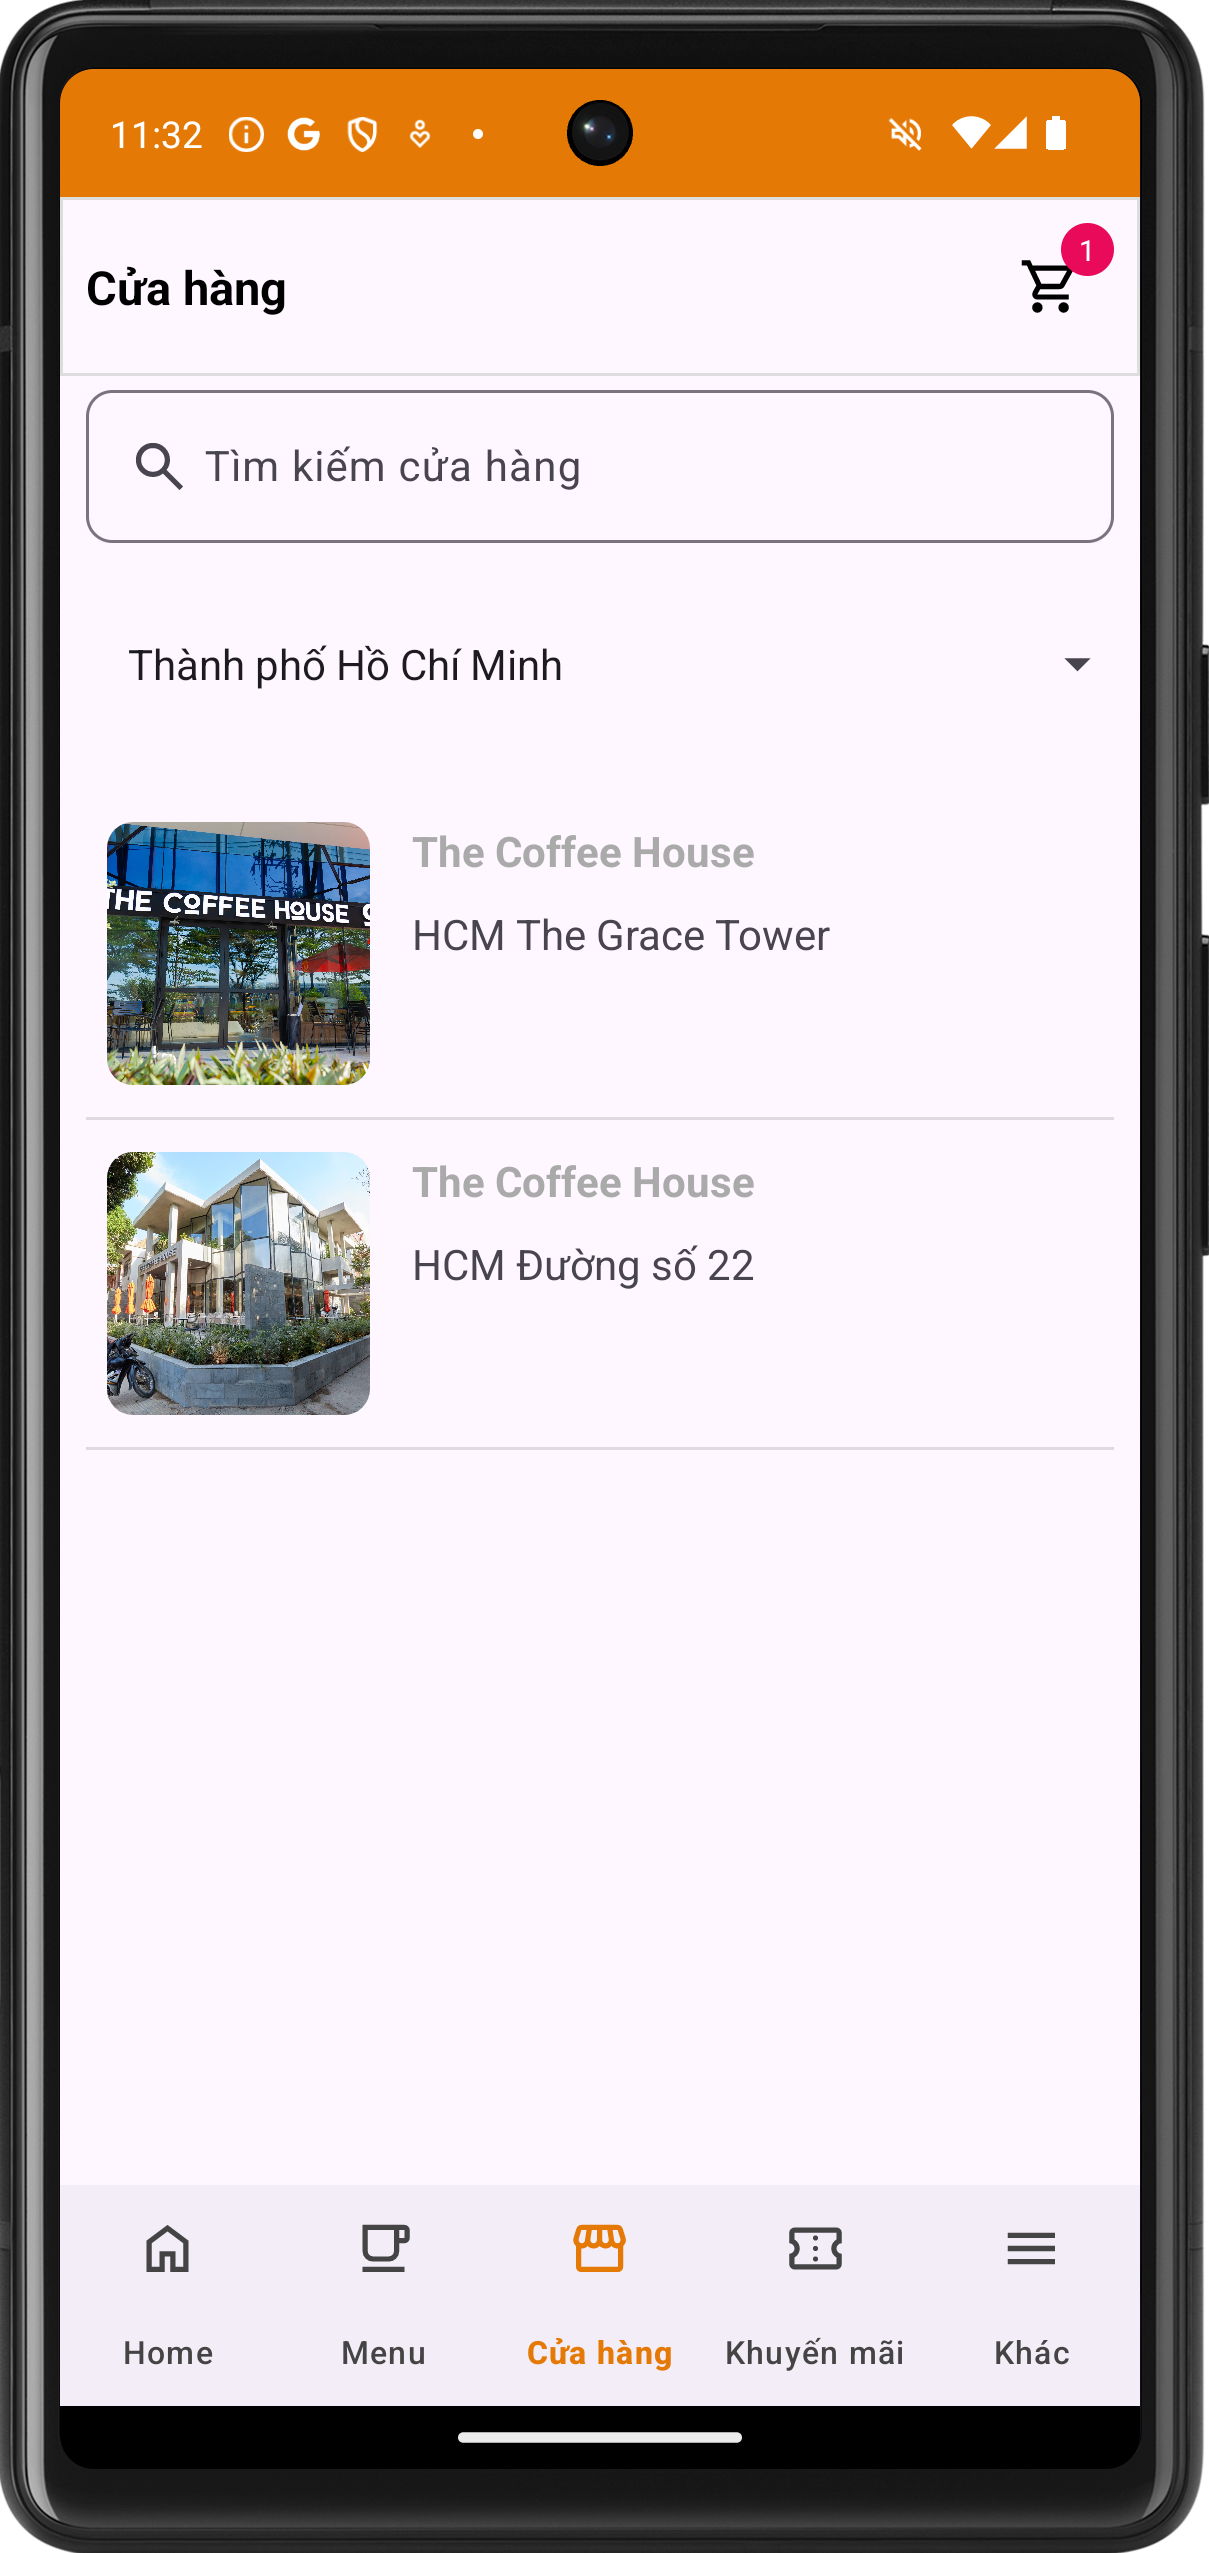 11:32
Cửa hàng
1
Tìm kiếm cửa hàng
Thành phố Hồ Chí Minh
THE COFFEE HOUSE
The Coffee House
HCM The Grace Tower
The Coffee House
HCM Đường số 22
Home
Menu
Cửa hàng
Khuyến mãi
Khác